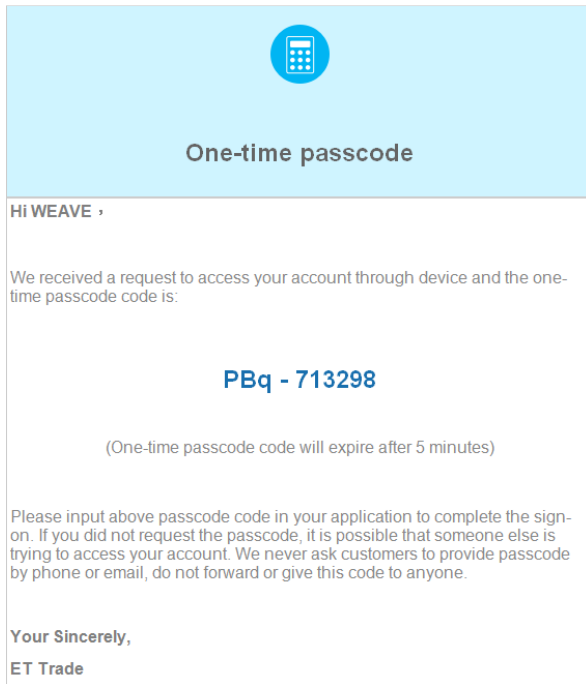 One-time passcode
Hi WEAVE ，
We received a request to access your account through device and the one-
time passcode code is:
PBq - 713298
(One-time passcode code will expire after 5 minutes)
Please input above passcode code in your application to complete the sign-
on. If you did not request the passcode, it is possible that someone else is
trying to access your account. We never ask customers to provide passcode
by phone or email, do not forward or give this code to anyone.
Your Sincerely,
ET Trade